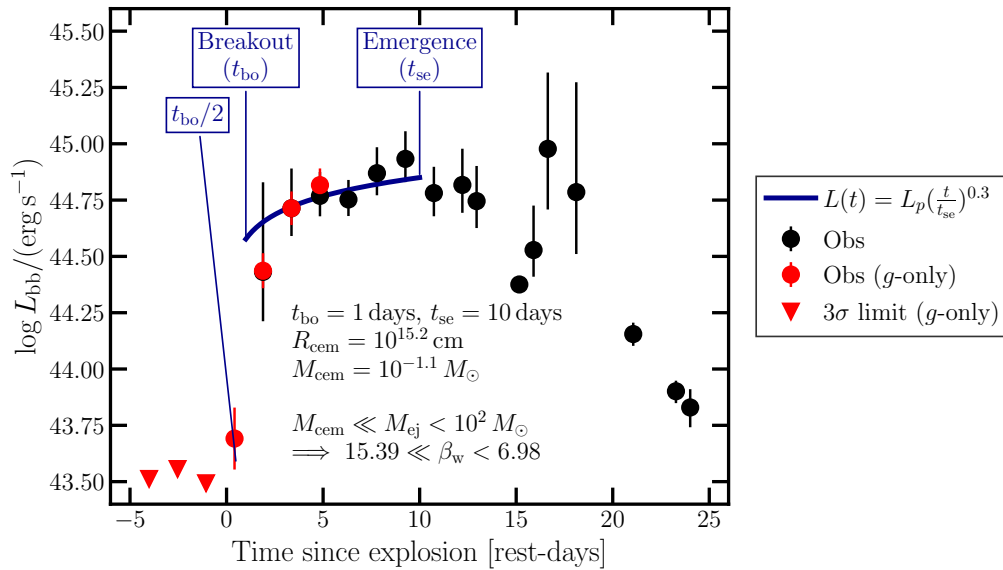 45.50
45.25
45.00
44.75
44.50
44.25
44.00
43.75
43.50
log L_bb/(erg s⁻¹)
Breakout
(t_bo)
Emergence
(t_se)
t_bo/2
t_bo = 1 days, t_se = 10 days
R_cem = 10^{15.2} cm
M_cem = 10^{−1.1} M_⊙
M_cem ≪ M_ej < 10² M_⊙
⟹ 15.39 ≪ β_w < 6.98
−5 0 5 10 15 20 25
Time since explosion [rest-days]
L(t) = L_p(t/t_se)^{0.3}
Obs
Obs (g-only)
3σ limit (g-only)